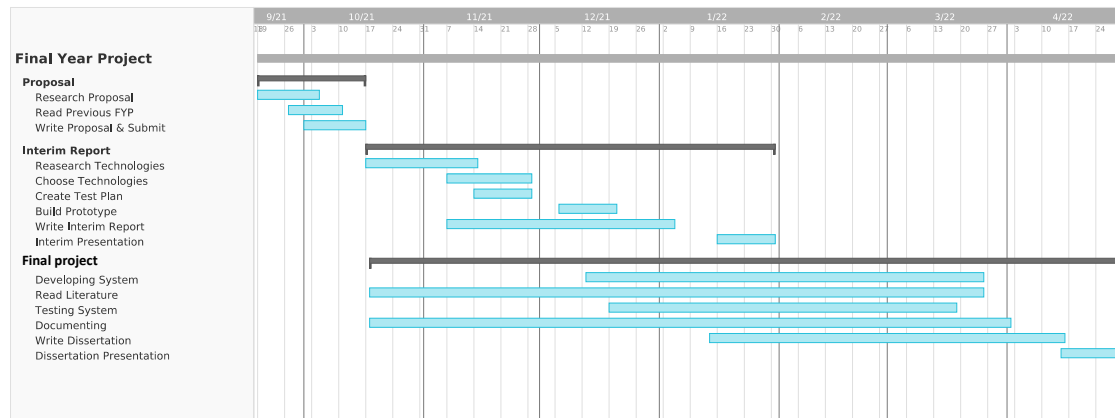 9/21 10/21 11/21 12/21 1/22 2/22 3/22 4/22
19 26 3 10 17 24 31 7 14 21 28 5 12 19 26 2 9 16 23 30 6 13 20 27 6 13 20 27 3 10 17 24
Final Year Project
Proposal
Research Proposal
Read Previous FYP
Write Proposal & Submit
Interim Report
Reasearch Technologies
Choose Technologies
Create Test Plan
Build Prototype
Write Interim Report
Interim Presentation
Final project
Developing System
Read Literature
Testing System
Documenting
Write Dissertation
Dissertation Presentation